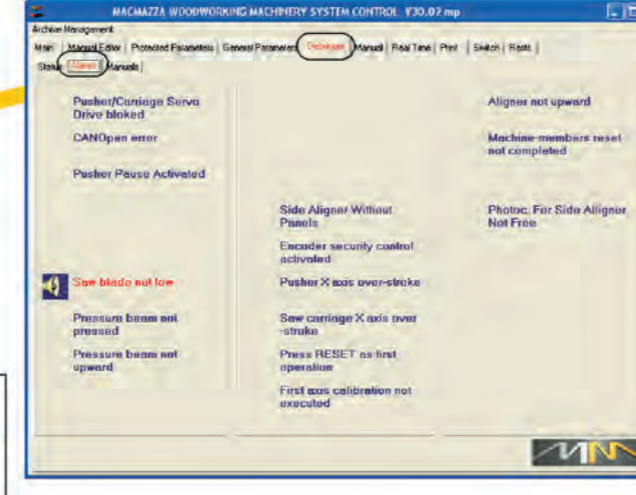 MACMAZZA WOODWORKING MACHINERY SYSTEM CONTROL V30.07 mp
Archive Management
Main | Manual Editor | Protected Parameters | General Parameters | Techniques | Manual | Real Time | Print | Switch | Resets |
Status | Alarms | Manuals |
Pusher/Carriage Servo
Drive bloked
CANOpen error
Pusher Pause Activated
Saw blade not low
Pressure beam not
pressed
Pressure beam not
upward
Side Aligner Without
Panels
Encoder security control
activated
Pusher X axis over-stroke
Saw carriage X axis over
-stroke
Press RESET as first
operation
First axis calibration not
executed
Aligner not upward
Machine members reset
not completed
Photoc. For Side Alligner
Not Free
MM